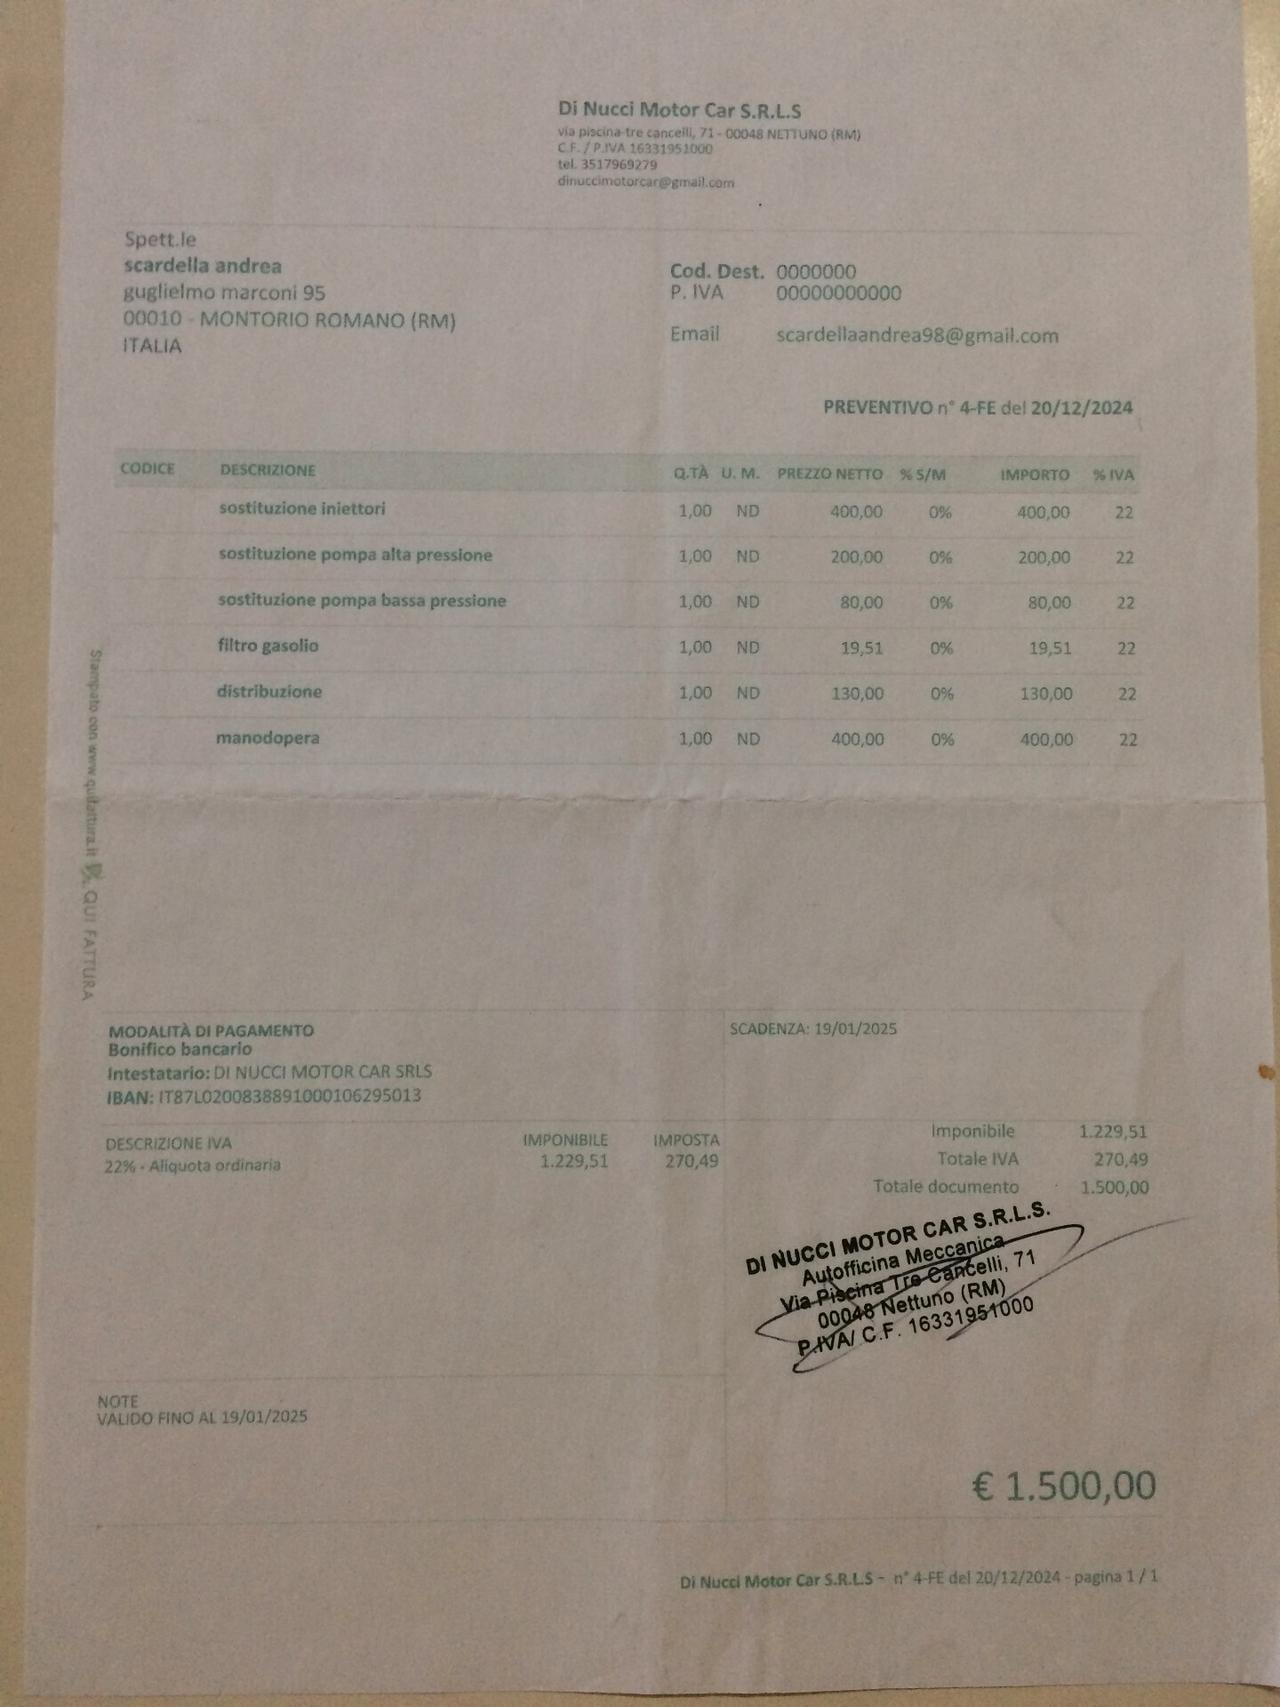 Di Nucci Motor Car S.R.L.S
via piscina tre cancelli, 71 - 00048 NETTUNO (RM)
C.F. / P.IVA 16331951000
tel. 3517969279
dinuccimotorcar@gmail.com
Spett.le
scardella andrea
guglielmo marconi 95
00010 - MONTORIO ROMANO (RM)
ITALIA
Cod. Dest. 0000000
P. IVA 00000000000
Email scardellaandrea98@gmail.com
PREVENTIVO n° 4-FE del 20/12/2024
CODICE DESCRIZIONE Q.TÀ U. M. PREZZO NETTO % S/M IMPORTO % IVA
sostituzione iniettori 1,00 ND 400,00 0% 400,00 22
sostituzione pompa alta pressione 1,00 ND 200,00 0% 200,00 22
sostituzione pompa bassa pressione 1,00 ND 80,00 0% 80,00 22
filtro gasolio 1,00 ND 19,51 0% 19,51 22
distribuzione 1,00 ND 130,00 0% 130,00 22
manodopera 1,00 ND 400,00 0% 400,00 22
Stampato con www.quifattura.it QUI FATTURA
MODALITÀ DI PAGAMENTO
Bonifico bancario
Intestatario: DI NUCCI MOTOR CAR SRLS
IBAN: IT87L0200838891000106295013
SCADENZA: 19/01/2025
DESCRIZIONE IVA IMPONIBILE IMPOSTA
22% - Aliquota ordinaria 1.229,51 270,49
Imponibile 1.229,51
Totale IVA 270,49
Totale documento 1.500,00
DI NUCCI MOTOR CAR S.R.L.S.
Autofficina Meccanica
Via Piscina Tre Cancelli, 71
00048 Nettuno (RM)
P.IVA/ C.F. 16331951000
NOTE
VALIDO FINO AL 19/01/2025
€ 1.500,00
Di Nucci Motor Car S.R.L.S - n° 4-FE del 20/12/2024 - pagina 1 / 1